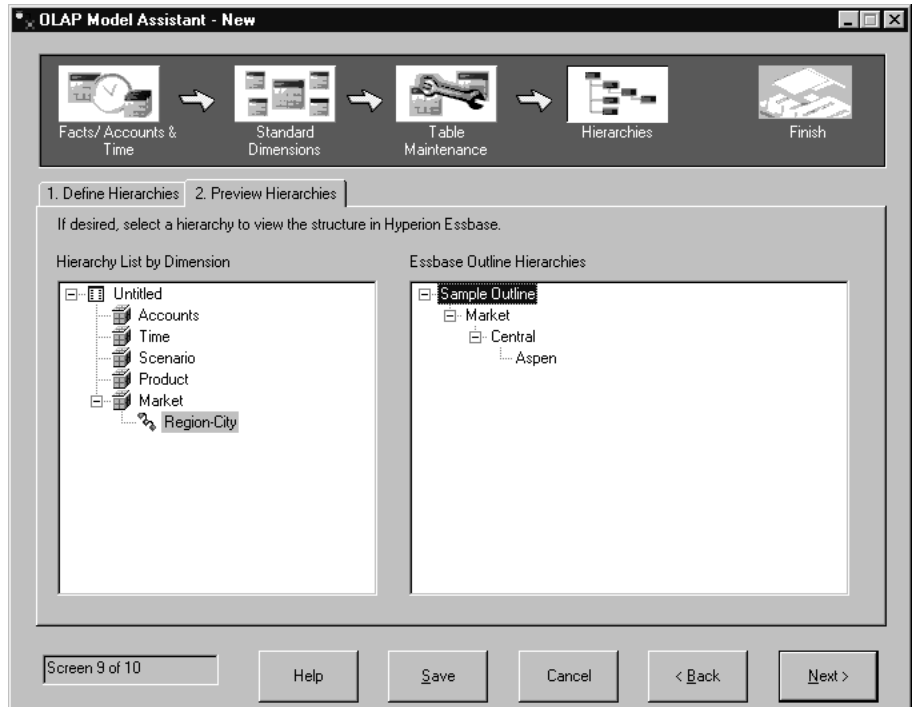 OLAP Model Assistant - New
Facts/ Accounts &
Time
Standard
Dimensions
Table
Maintenance
Hierarchies
Finish
1. Define Hierarchies
2. Preview Hierarchies
If desired, select a hierarchy to view the structure in Hyperion Essbase.
Hierarchy List by Dimension
Untitled
Accounts
Time
Scenario
Product
Market
Region-City
Essbase Outline Hierarchies
Sample Outline
Market
Central
Aspen
Screen 9 of 10
Help
Save
Cancel
< Back
Next >